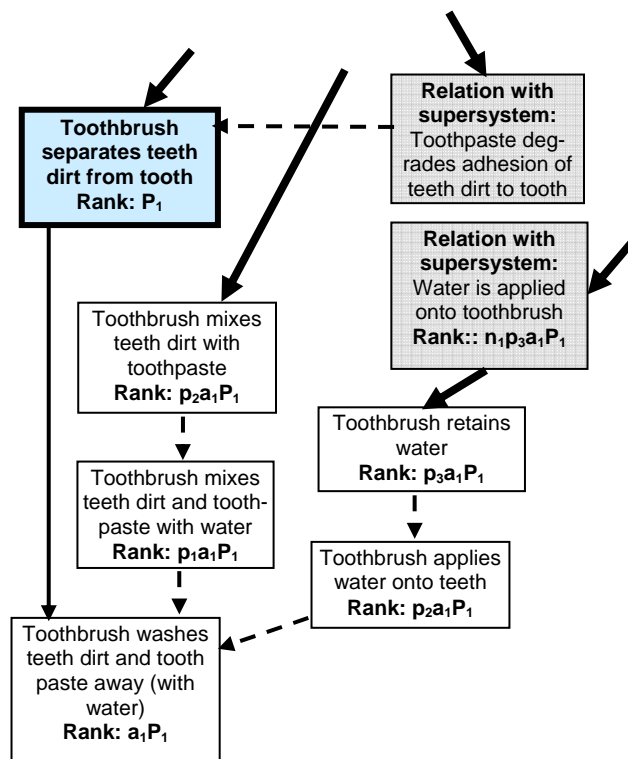 Toothbrush
separates teeth
dirt from tooth
Rank: P₁
Relation with
supersystem:
Toothpaste deg-
rades adhesion of
teeth dirt to tooth
Relation with
supersystem:
Water is applied
onto toothbrush
Rank:: n₁p₃a₁P₁
Toothbrush mixes
teeth dirt with
toothpaste
Rank: p₂a₁P₁
Toothbrush retains
water
Rank: p₃a₁P₁
Toothbrush mixes
teeth dirt and tooth-
paste with water
Rank: p₁a₁P₁
Toothbrush applies
water onto teeth
Rank: p₂a₁P₁
Toothbrush washes
teeth dirt and tooth
paste away (with
water)
Rank: a₁P₁